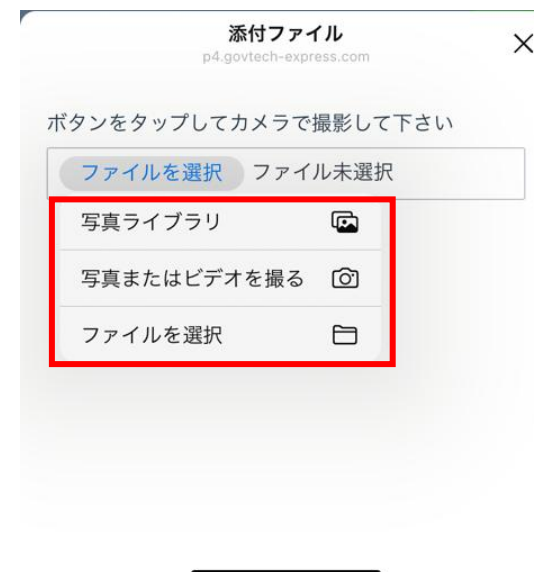 添付ファイル
p4.govtech-express.com
ボタンをタップしてカメラで撮影して下さい
ファイルを選択 ファイル未選択
写真ライブラリ
写真またはビデオを撮る
ファイルを選択